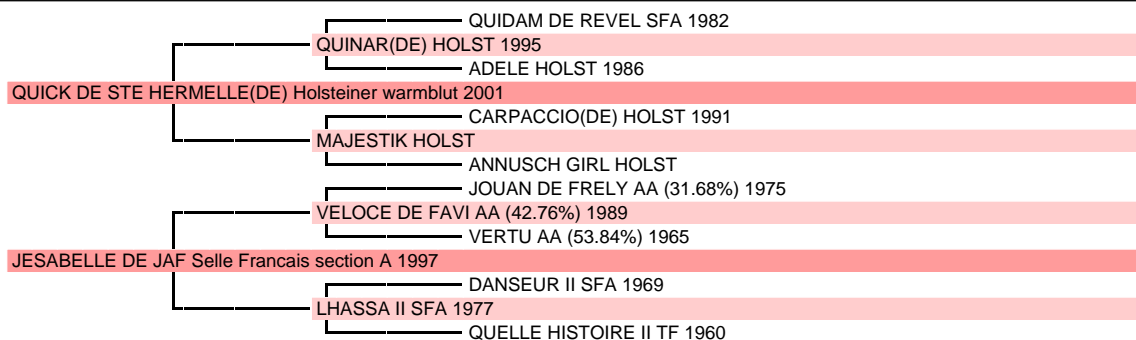 QUIDAM DE REVEL SFA 1982
QUINAR(DE) HOLST 1995
ADELE HOLST 1986
QUICK DE STE HERMELLE(DE) Holsteiner warmblut 2001
CARPACCIO(DE) HOLST 1991
MAJESTIK HOLST
ANNUSCH GIRL HOLST
JOUAN DE FRELY AA (31.68%) 1975
VELOCE DE FAVI AA (42.76%) 1989
VERTU AA (53.84%) 1965
JESABELLE DE JAF Selle Francais section A 1997
DANSEUR II SFA 1969
LHASSA II SFA 1977
QUELLE HISTOIRE II TF 1960